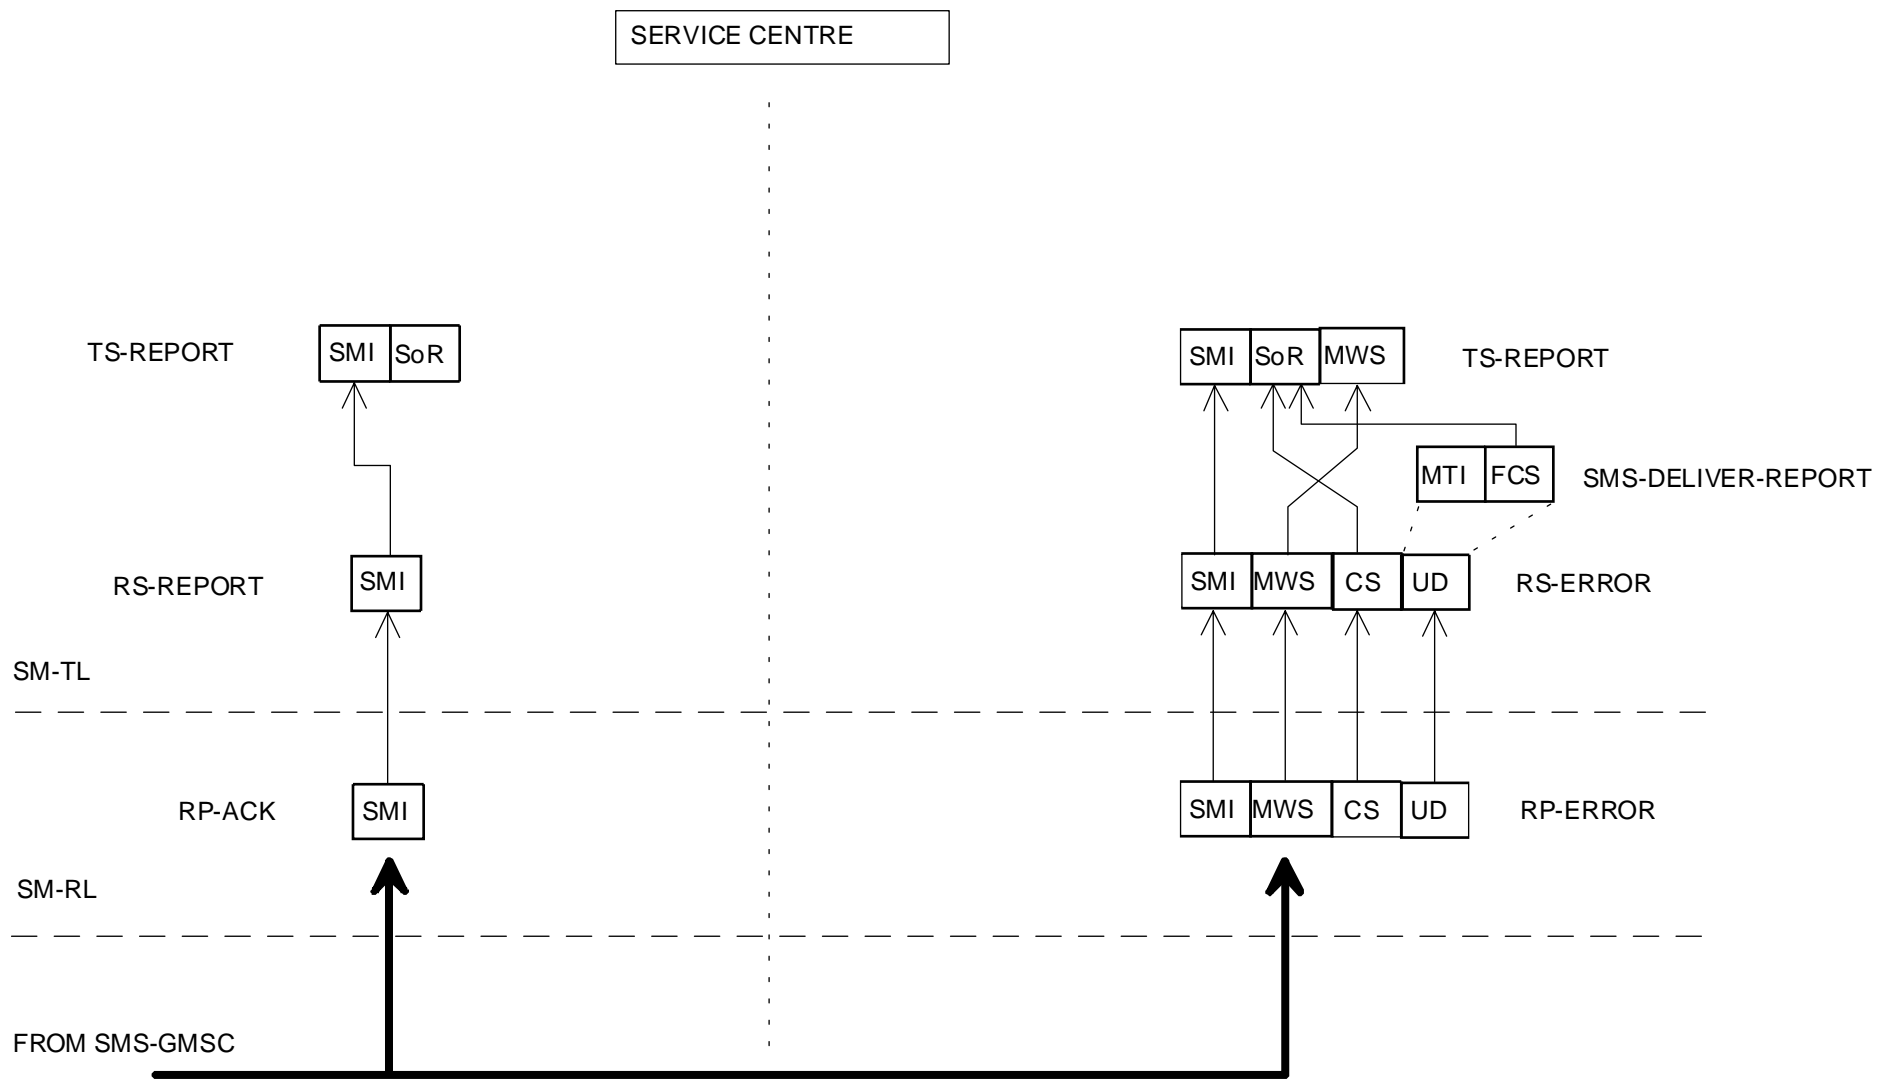 SERVICE CENTRE
TS-REPORT SMI SoR SMI SoR MWS TS-REPORT
MTI FCS SMS-DELIVER-REPORT
RS-REPORT SMI SMI MWS CS UD RS-ERROR
SM-TL
RP-ACK SMI SMI MWS CS UD RP-ERROR
SM-RL
FROM SMS-GMSC